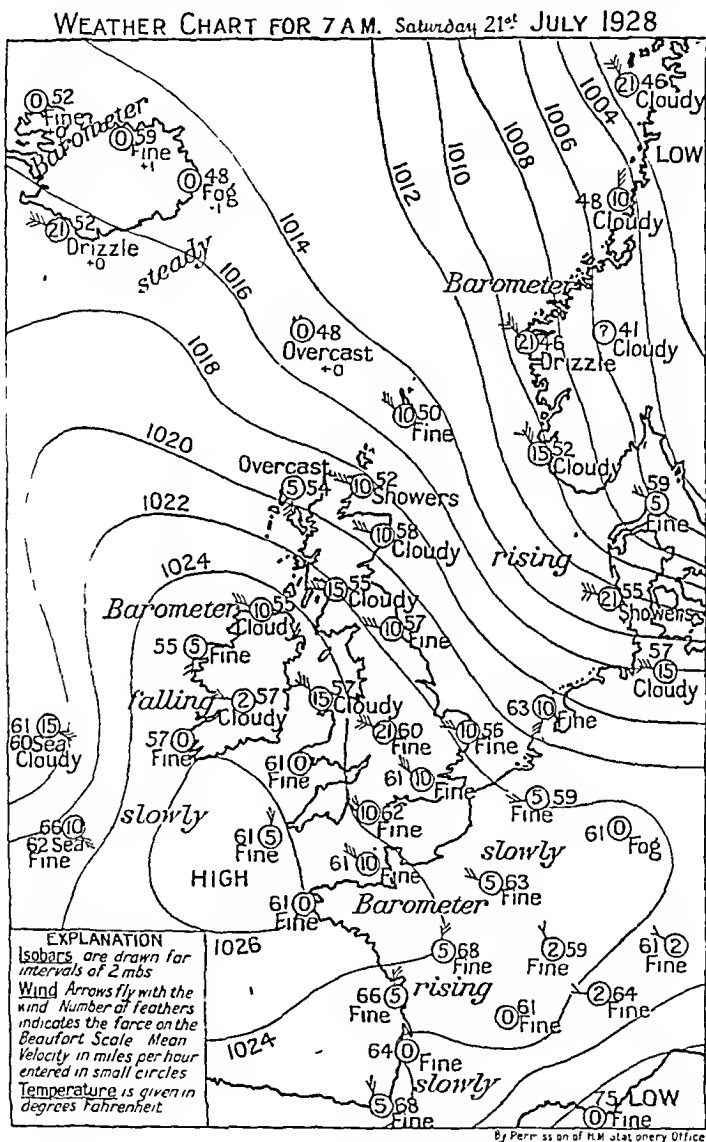 WEATHER CHART FOR 7 A.M. Saturday 21st JULY 1928
52
0
Fine
+0
Barometer
0
59
Fine
+1
0
48
Fog
-1
21
52
Drizzle
+0
steady
21
46
Cloudy
1004
LOW
1006
1008
1010
1012
48
10
Cloudy
1014
1016
Barometer
0
48
Overcast
+0
?
41
Cloudy
21
46
Drizzle
1018
10
50
Fine
15
52
Cloudy
1020
Overcast
5
54
10
52
Showers
59
5
Fine
1022
10
58
Cloudy
rising
1024
Barometer
10
55
Cloudy
15
55
Cloudy
21
55
Showers
10
57
Fine
55
5
Fine
57
15
Cloudy
falling
2
57
Cloudy
57
15
Cloudy
63
10
Fine
61
15
60 Sea
Cloudy
57
0
Fine
21
60
Fine
10
56
Fine
61
0
Fine
61
10
Fine
5
59
Fine
slowly
66
10
62 Sea
Fine
61
5
Fine
10
62
Fine
61
0
Fog
slowly
HIGH
61
10
Fine
5
63
Fine
61
0
Fine
Barometer
1026
5
68
Fine
2
59
Fine
61
2
Fine
66
5
Fine
rising
2
64
Fine
0
61
Fine
1024
64
0
Fine
slowly
5
68
Fine
75
0
Fine
LOW
EXPLANATION
Isobars are drawn for
intervals of 2 mbs
Wind Arrows fly with the
wind Number of feathers
indicates the force on the
Beaufort Scale Mean
Velocity in miles per hour
entered in small circles
Temperature is given in
degrees Fahrenheit
By Permission of H.M Stationery Office